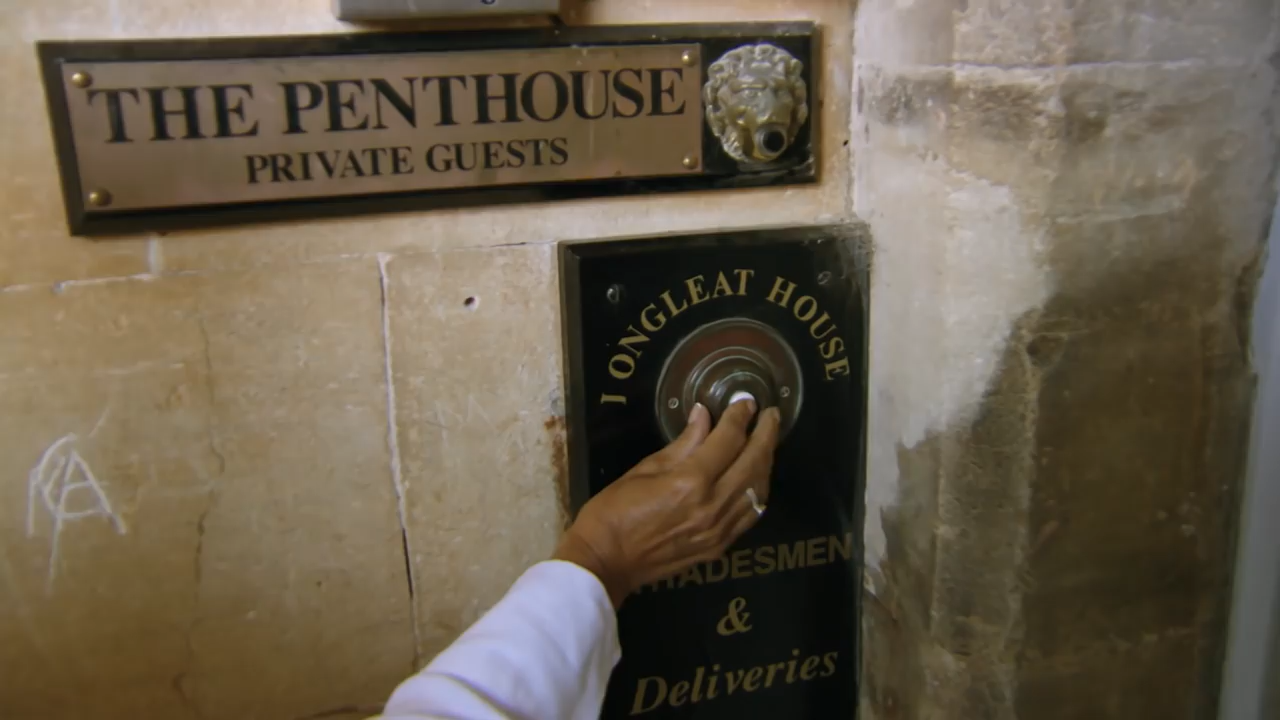 THE PENTHOUSE
PRIVATE GUESTS
LONGLEAT HOUSE
TRADESMEN
&
Deliveries